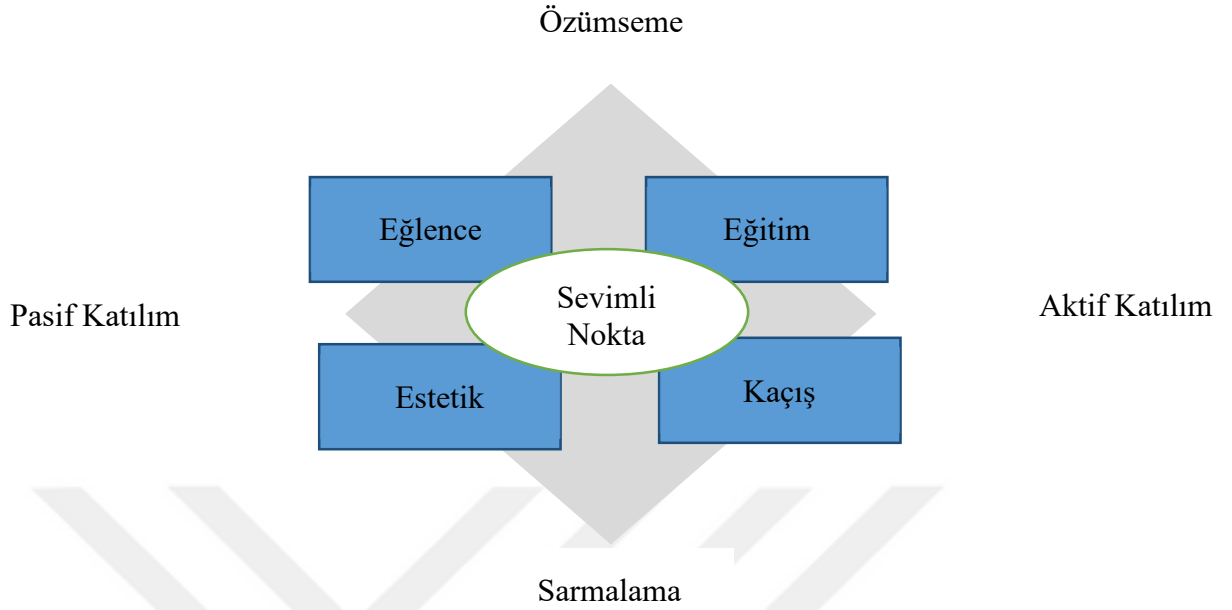 Özümseme
Eğlence
Eğitim
Sevimli
Nokta
Pasif Katılım
Aktif Katılım
Estetik
Kaçış
Sarmalama